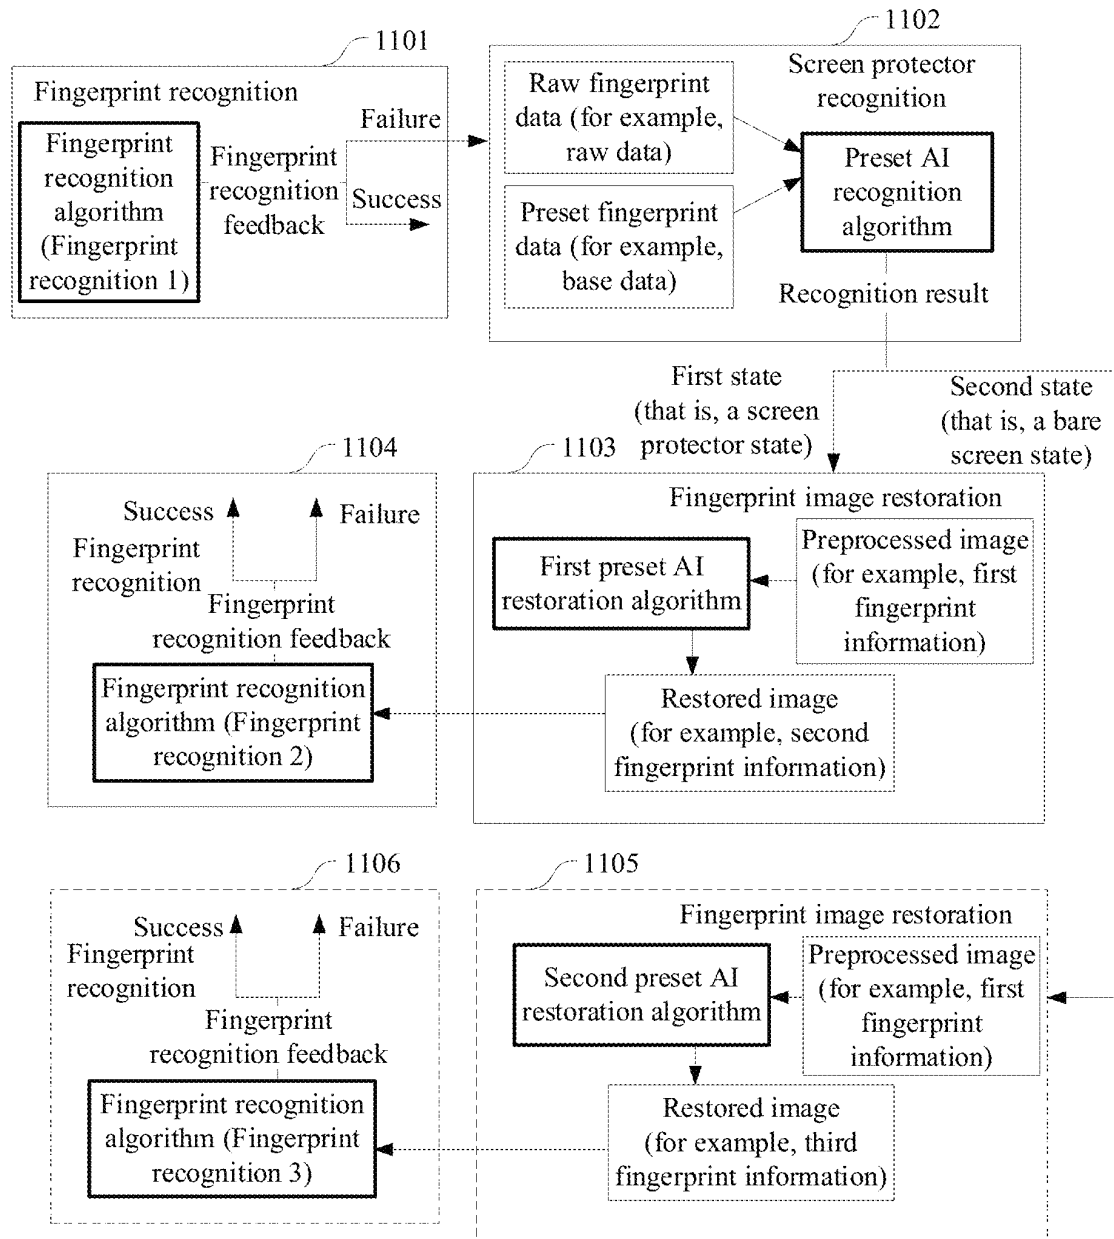 1101
Fingerprint recognition
Fingerprint
recognition
algorithm
(Fingerprint
recognition 1)
Fingerprint
recognition
feedback
Failure
Success
1102
Screen protector
recognition
Raw fingerprint
data (for example,
raw data)
Preset fingerprint
data (for example,
base data)
Preset AI
recognition
algorithm
Recognition result
First state
(that is, a screen
protector state)
Second state
(that is, a bare
screen state)
1103
Fingerprint image restoration
Preprocessed image
(for example, first
fingerprint
information)
First preset AI
restoration algorithm
Restored image
(for example, second
fingerprint information)
1104
Success
Failure
Fingerprint
recognition
Fingerprint
recognition feedback
Fingerprint recognition
algorithm (Fingerprint
recognition 2)
1105
Fingerprint image restoration
Preprocessed image
(for example, first
fingerprint
information)
Second preset AI
restoration algorithm
Restored image
(for example, third
fingerprint information)
1106
Success
Failure
Fingerprint
recognition
Fingerprint
recognition feedback
Fingerprint recognition
algorithm (Fingerprint
recognition 3)